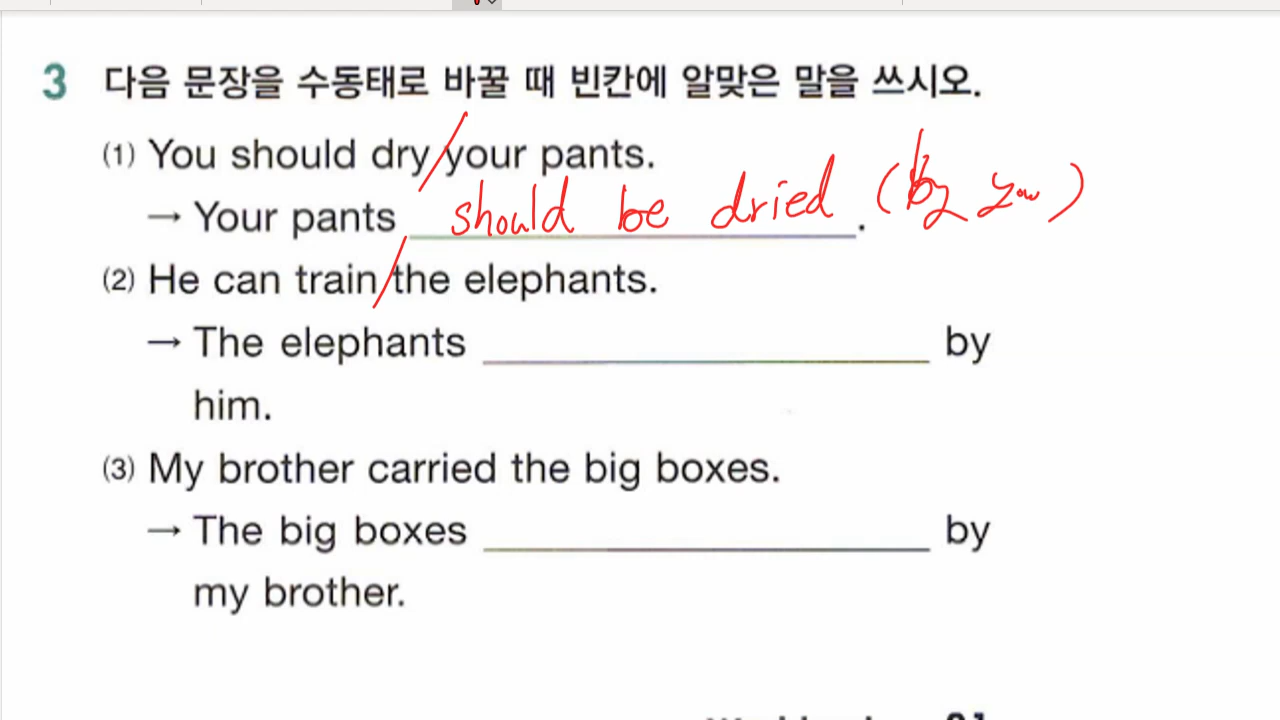 3 다음 문장을 수동태로 바꿀 때 빈칸에 알맞은 말을 쓰시오.
(1) You should dry/your pants.
→ Your pants should be dried. (by you)
(2) He can train/the elephants.
→ The elephants ________ by
him.
(3) My brother carried the big boxes.
→ The big boxes ________ by
my brother.